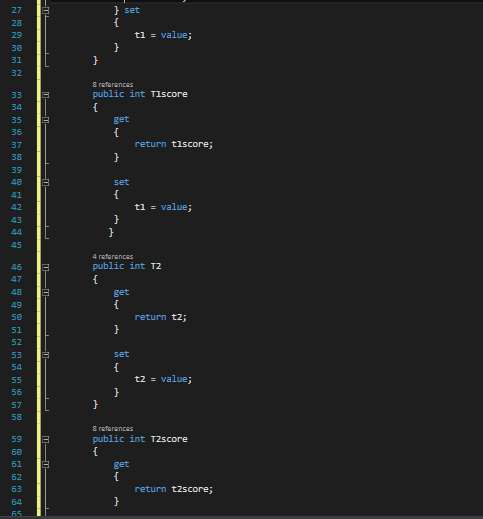 27 } set
28 {
29 t1 = value;
30 }
31 }
32
8 references
33 public int T1score
34 {
35 get
36 {
37 return t1score;
38 }
39
40 set
41 {
42 t1 = value;
43 }
44 }
45
4 references
46 public int T2
47 {
48 get
49 {
50 return t2;
51 }
52
53 set
54 {
55 t2 = value;
56 }
57 }
58
8 references
59 public int T2score
60 {
61 get
62 {
63 return t2score;
64 }
65